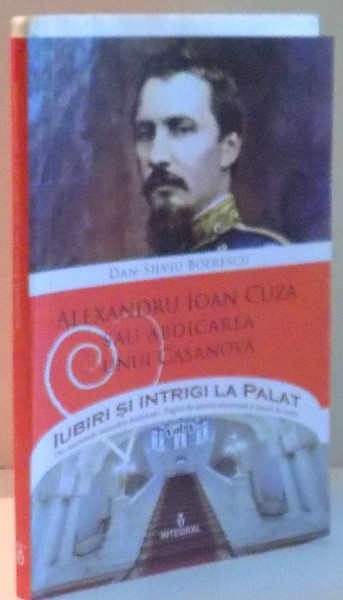 DAN-SILVIU BOERESCU
ALEXANDRU IOAN CUZA
SAU ABDICAREA
UNUI CASANOVA
IUBIRI ȘI INTRIGI LA PALAT
INTEGRAL